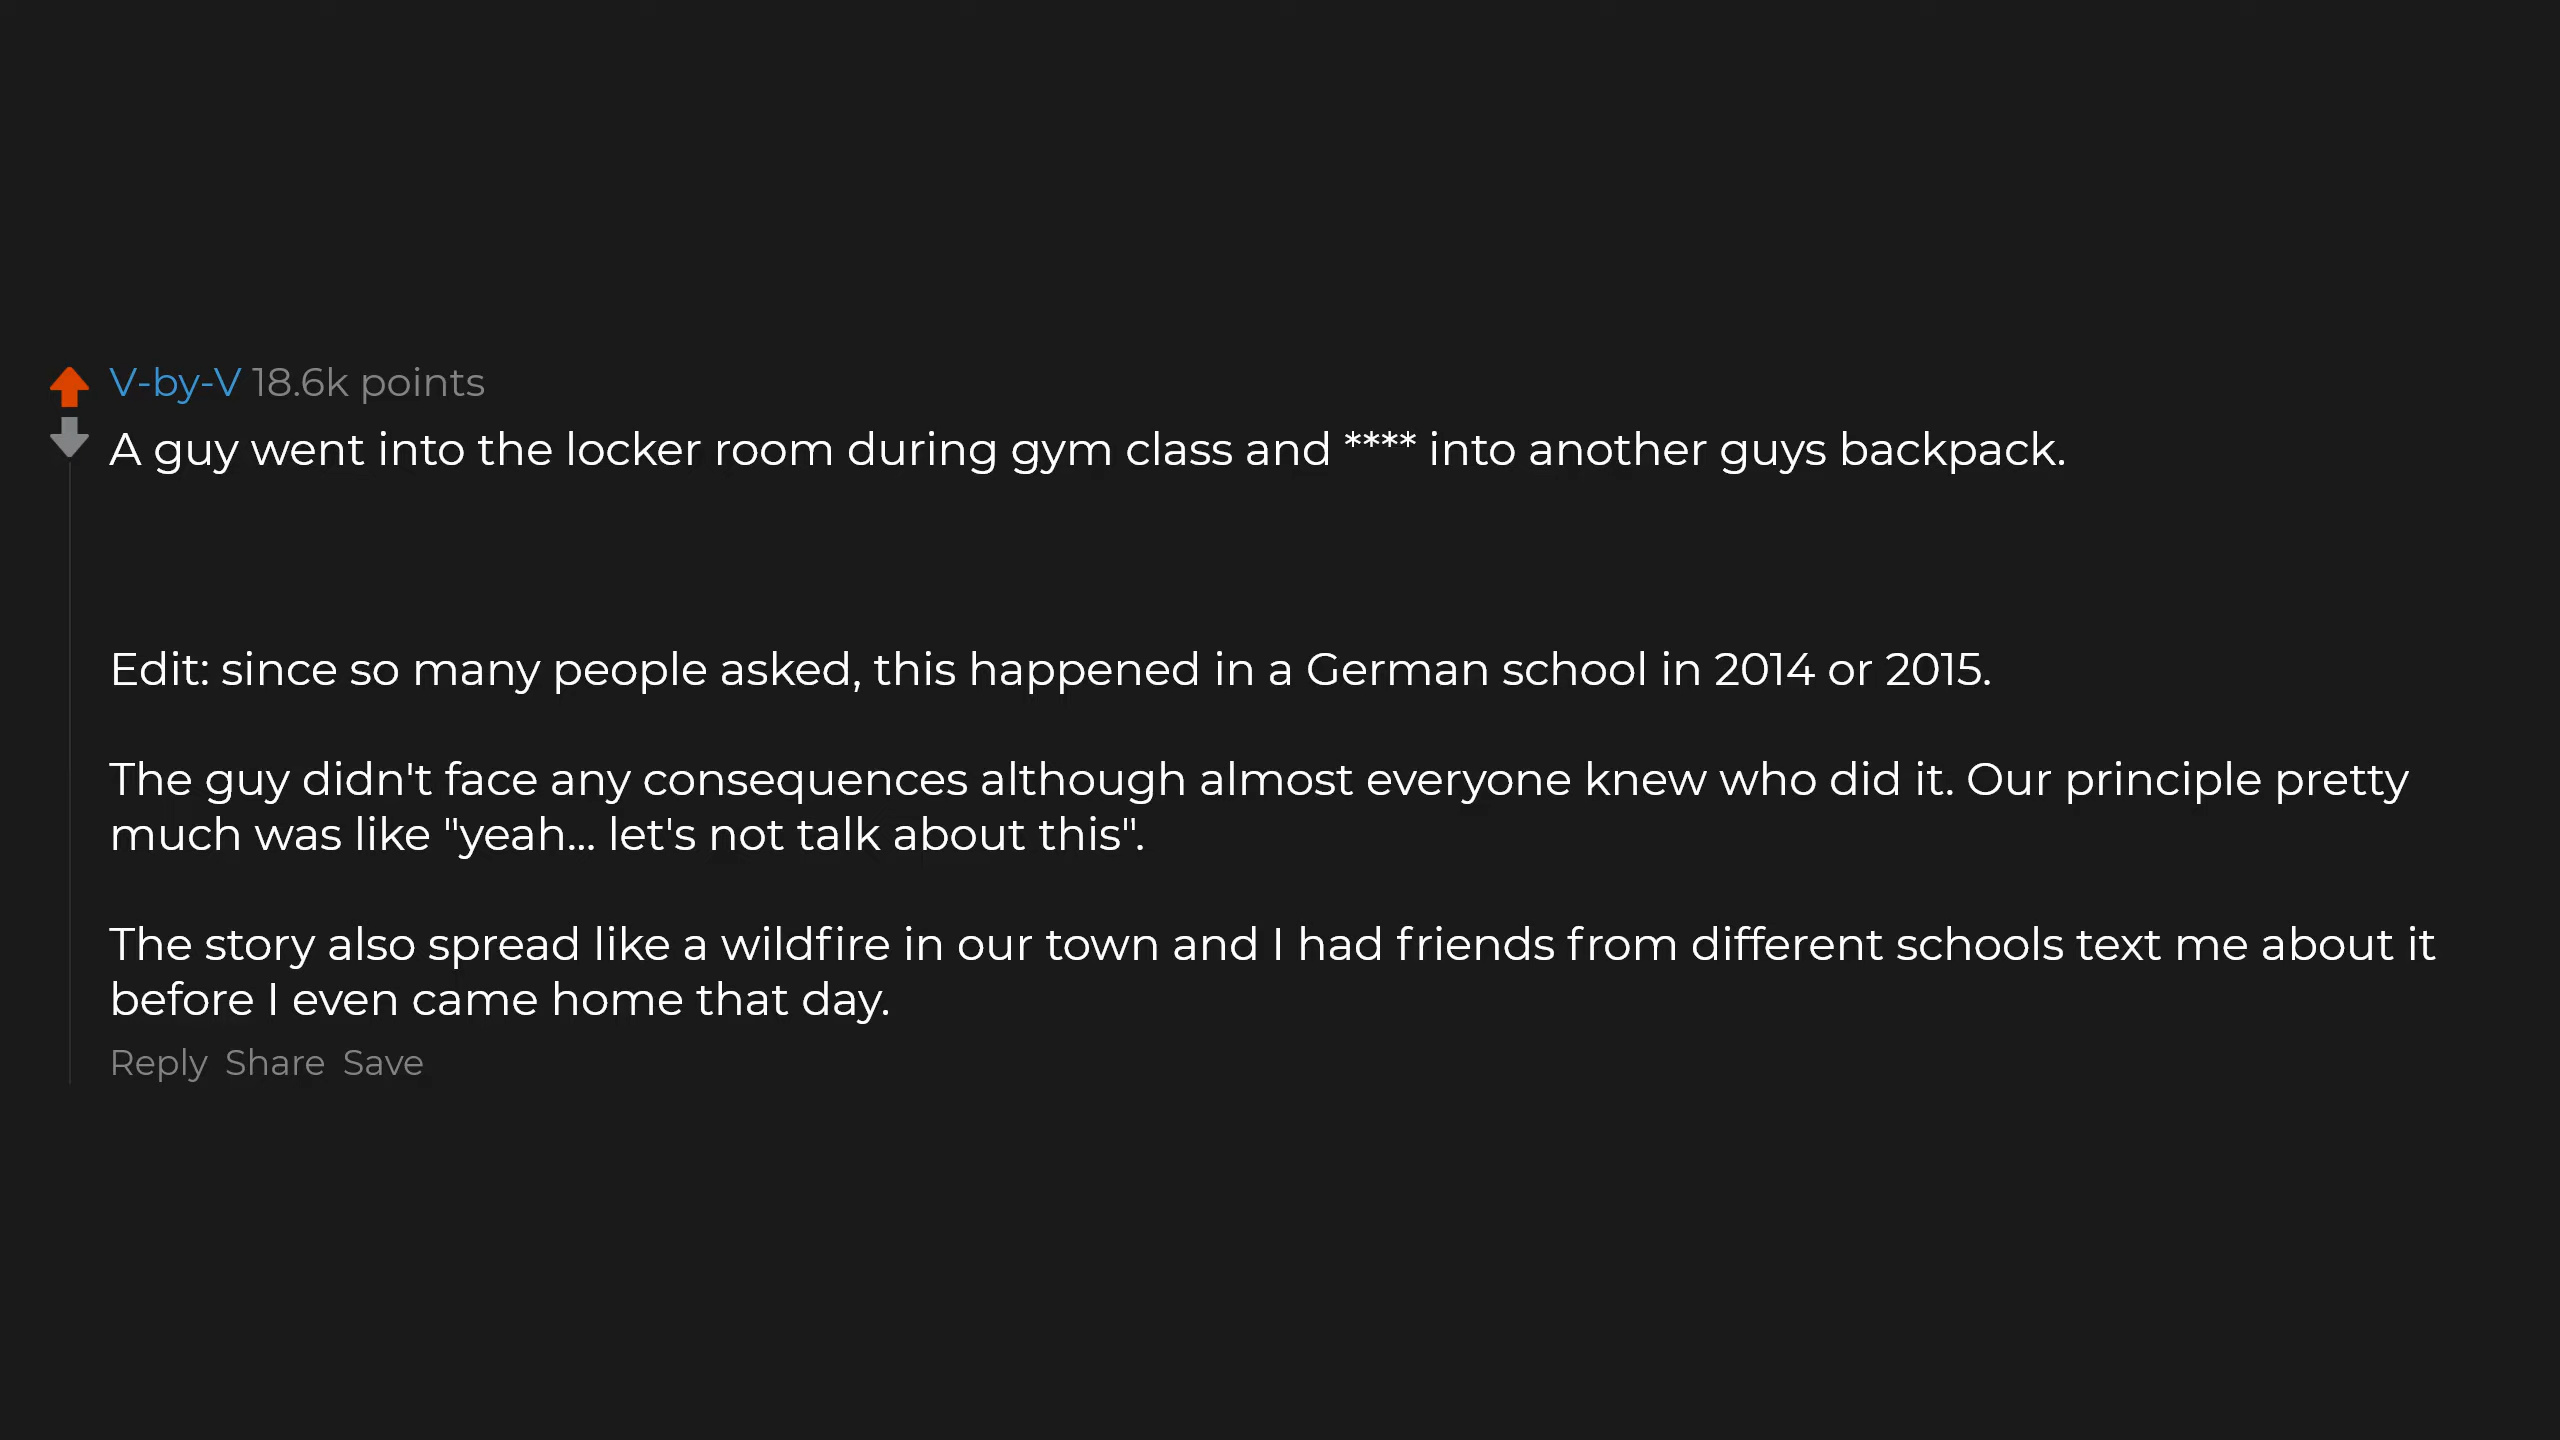 V-by-V 18.6k points
A guy went into the locker room during gym class and **** into another guys backpack.
Edit: since so many people asked, this happened in a German school in 2014 or 2015.
The guy didn't face any consequences although almost everyone knew who did it. Our principle pretty
much was like "yeah... let's not talk about this".
The story also spread like a wildfire in our town and I had friends from different schools text me about it
before I even came home that day.
Reply Share Save